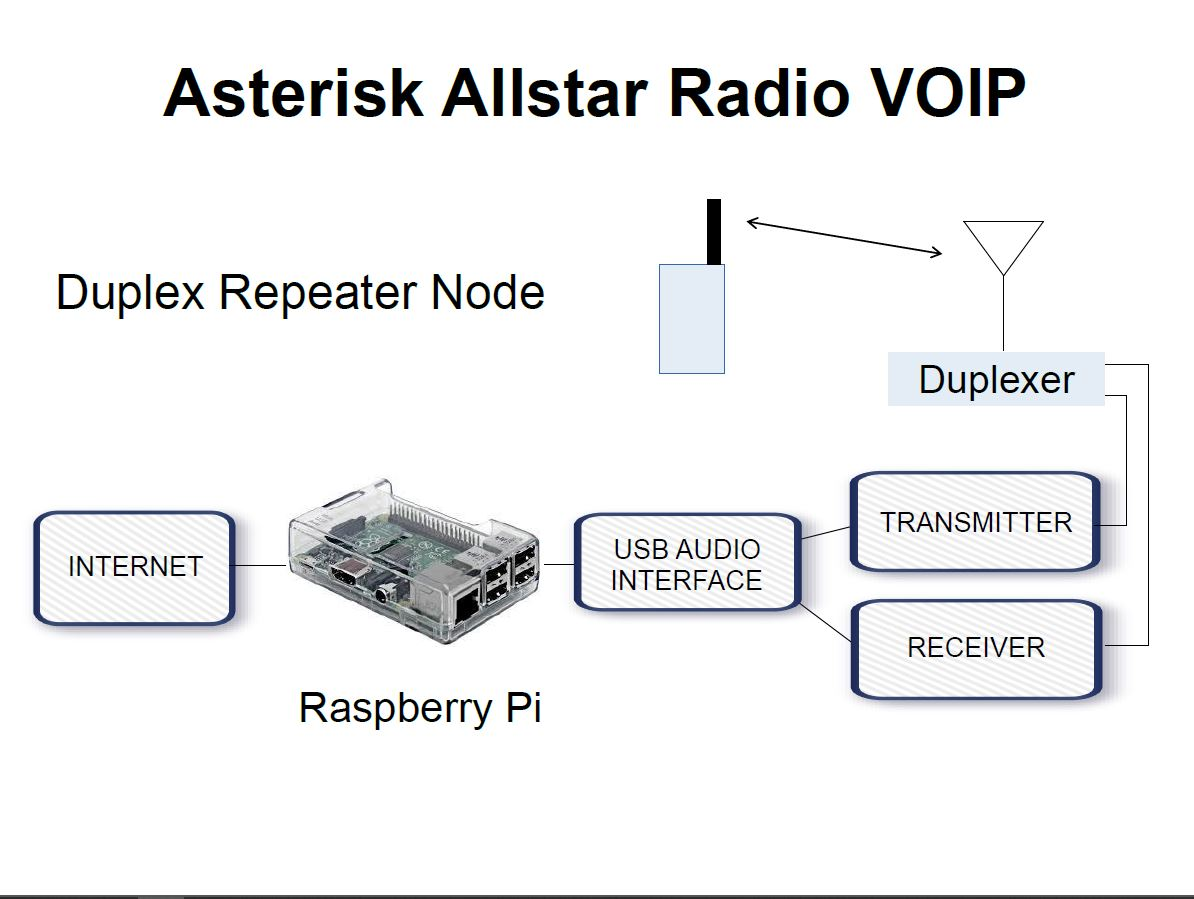 Asterisk Allstar Radio VOIP
Duplex Repeater Node
Duplexer
TRANSMITTER
INTERNET
USB AUDIO
INTERFACE
RECEIVER
Raspberry Pi